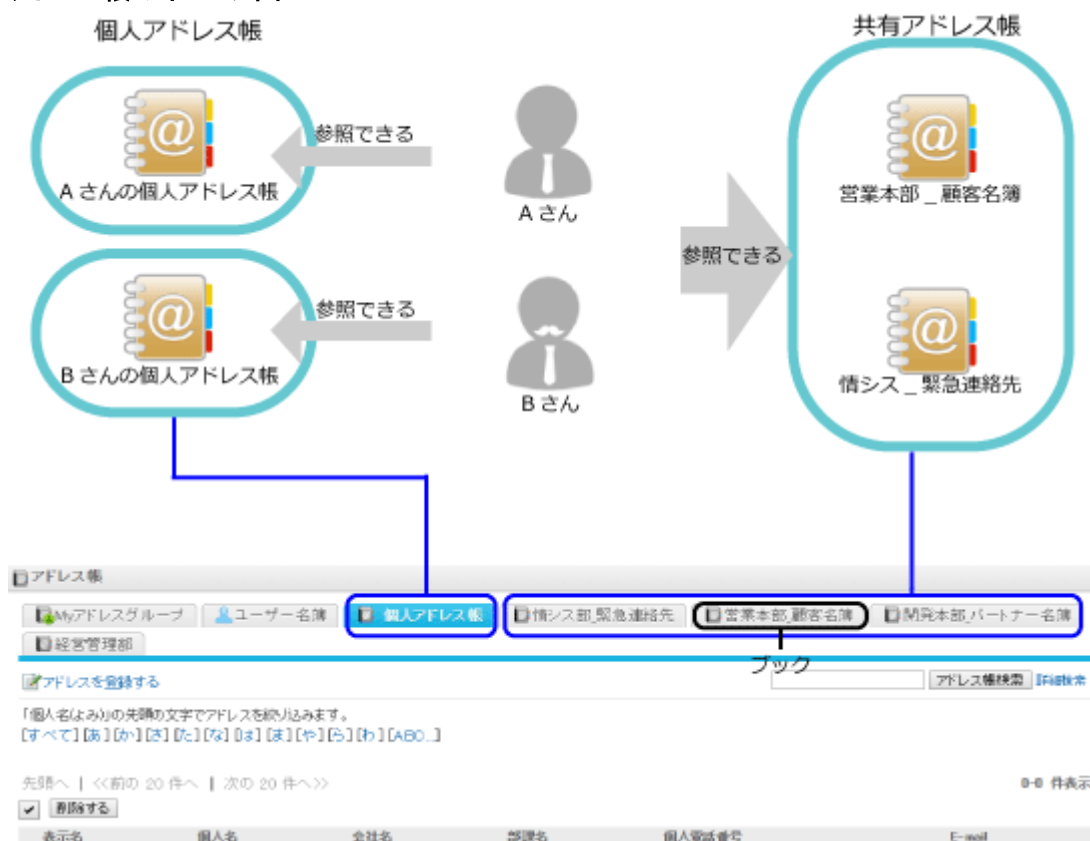 個人アドレス帳
共有アドレス帳
参照できる
Aさんの個人アドレス帳
Aさん
営業本部_顧客名簿
参照できる
参照できる
Bさんの個人アドレス帳
Bさん
情シス_緊急連絡先
アドレス帳
Myアドレスグループ ユーザー名簿 個人アドレス帳 情シス部_緊急連絡先 営業本部_顧客名簿 開発本部_パートナー名簿
経営管理部
ブック
アドレスを登録する アドレス帳検索 詳細検索
「個人名(よみ)」の先頭の文字でアドレスを絞り込みます。
[すべて] [あ] [か] [さ] [た] [な] [は] [ま] [や] [ら] [わ] [ABC...]
先頭へ | <<前の 20 件へ | 次の 20 件へ>> 0-0 件表示
削除する
表示名 個人名 会社名 部課名 個人電話番号 E-mail